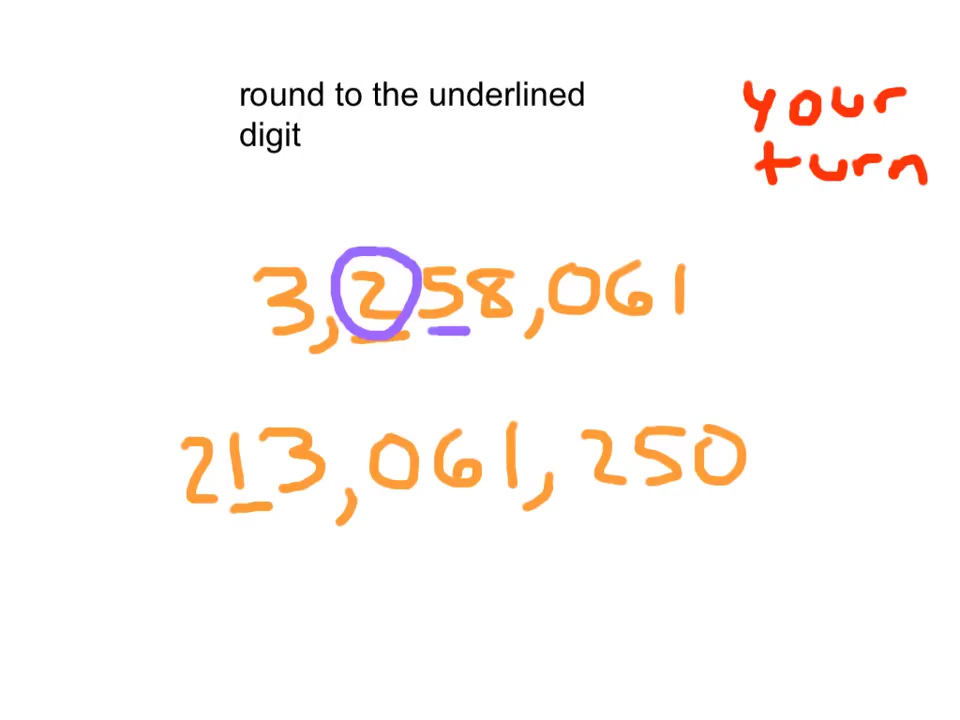 round to the underlined
digit
your
turn
3,258,061
213,061,250